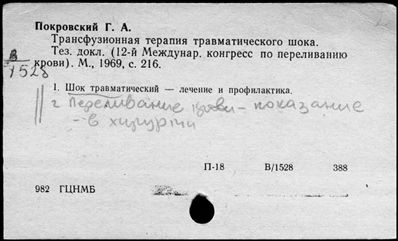 Покровский Г. А.
Трансфузионная терапия травматического шока.
Тез. докл. (12-й Междунар. конгресс по переливанию
крови). М., 1969, с. 216.
В
1528
1. Шок травматический — лечение и профилактика.
2 Переливание крови - показание
- в хирургии
П-18 В/1528 388
982 ГЦНМБ